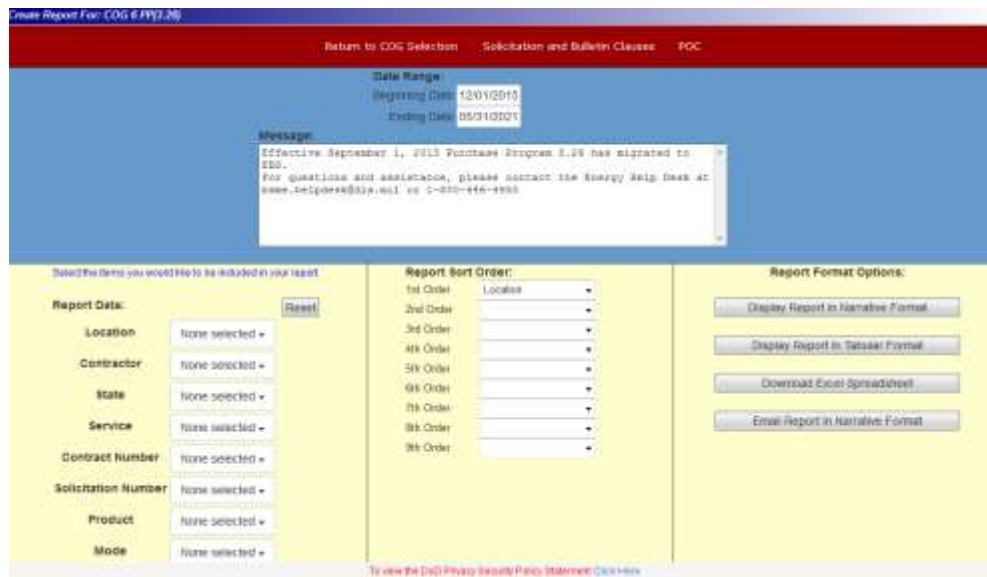 Create Report For: COG 6 PP(3.26)
Return to COG Selection Solicitation and Bulletin Clauses POC
Date Range:
Beginning Date
Ending Date 05/31/2021
Message:
Effective September 1, 2013 Purchase Program 3.26 has migrated to
EBS.
For questions and assistance, please contact the Energy Help Desk at
Select the items you would like to be included in your report
Report Data:
Reset
Location None selected
Contractor None selected
State None selected
Service None selected
Contract Number None selected
Solicitation Number None selected
Product None selected
Mode None selected
Report Sort Order:
1st Order Location
2nd Order
3rd Order
4th Order
5th Order
6th Order
7th Order
8th Order
9th Order
Report Format Options:
Display Report in Narrative Format
Display Report in Tabular Format
Download Excel Spreadsheet
Email Report in Narrative Format
To view the DoD Privacy Security Policy Statement Click Here